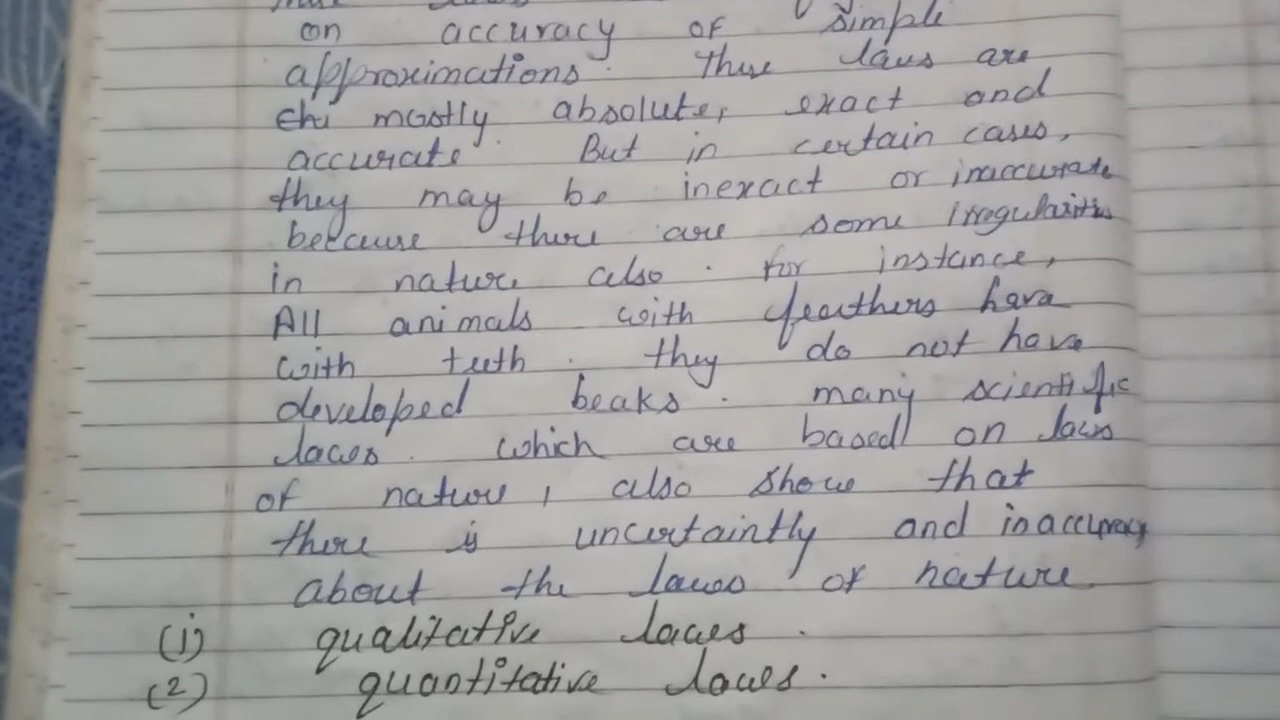 on accuracy of simple
approximations. These laws are
the mostly absolute, exact and
accurate. But in certain cases,
they may be inexact or inaccurate
because there are some irregularities
in nature also. for instance,
All animals with feathers have
with teeth. they do not have
developed beaks. many scientific
laws. which are based on laws
of nature, also show that
there is uncertaintly and inaccuracy
about the laws of nature
(1) qualitative laws.
(2) quantitative laws.